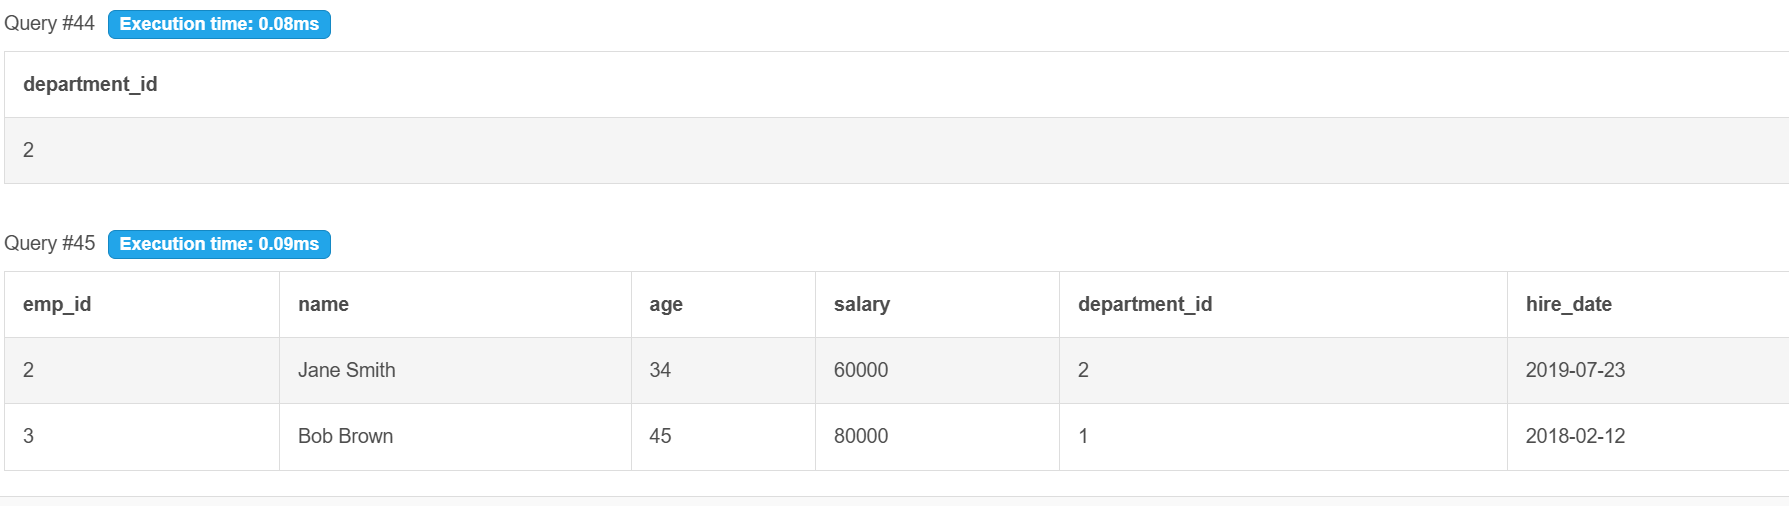 Query #44 Execution time: 0.08ms
department_id
2
Query #45 Execution time: 0.09ms
emp_id name age salary department_id hire_date
2 Jane Smith 34 60000 2 2019-07-23
3 Bob Brown 45 80000 1 2018-02-12